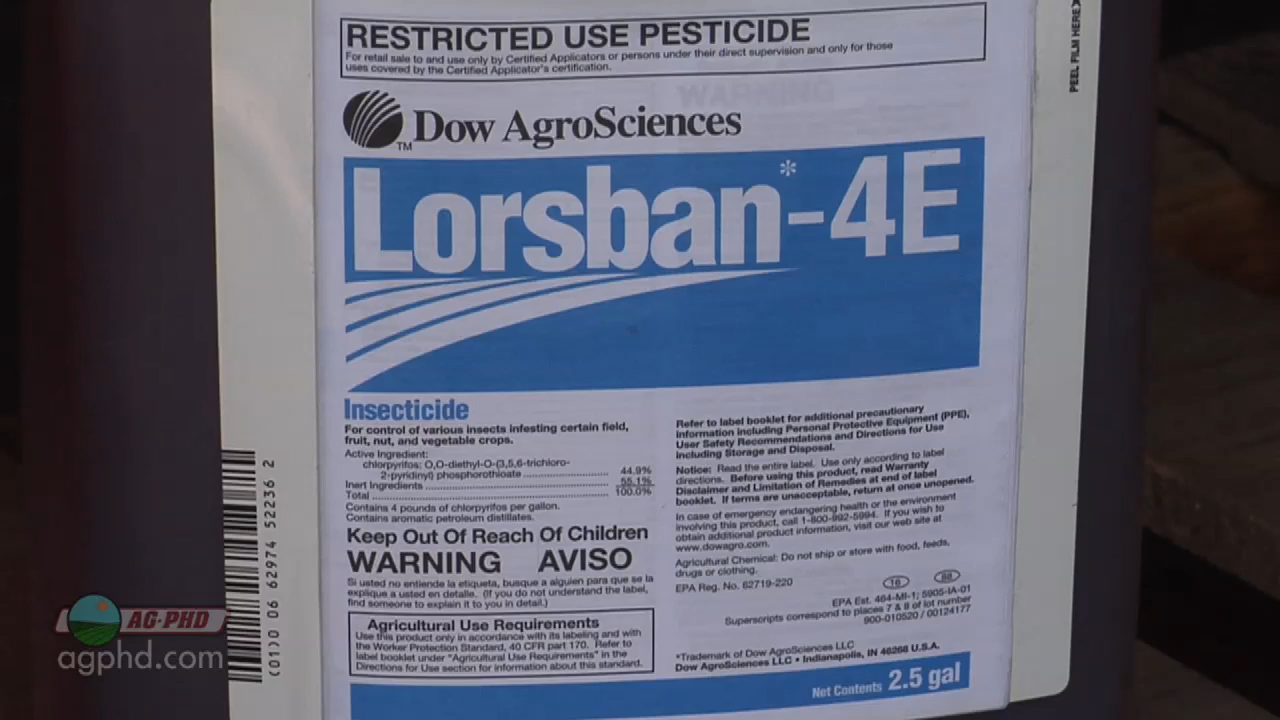 RESTRICTED USE PESTICIDE
For retail sale to and use only by Certified Applicators or persons under their direct supervision and only for those
uses covered by the Certified Applicator's certification.
PEEL FILM HERE>
WARNING
TM Dow AgroSciences
Lorsban*-4E
Insecticide
For control of various insects infesting certain field,
fruit, nut, and vegetable crops.
Active Ingredient:
chlorpyrifos: O,O-diethyl-O-(3,5,6-trichloro-
2-pyridinyl) phosphorothioate 44.9%
Inert Ingredients 55.1%
Total 100.0%
Contains 4 pounds of chlorpyrifos per gallon.
Contains aromatic petroleum distillates.
Keep Out Of Reach Of Children
WARNING AVISO
Si usted no entiende la etiqueta, busque a alguien para que se la
explique a usted en detalle. (If you do not understand the label,
find someone to explain it to you in detail.)
Agricultural Use Requirements
Use this product only in accordance with its labeling and with
the Worker Protection Standard, 40 CFR part 170. Refer to
label booklet under "Agricultural Use Requirements" in the
Directions for Use section for information about this standard.
Refer to label booklet for additional precautionary
information including Personal Protective Equipment (PPE),
User Safety Recommendations and Directions for Use
including Storage and Disposal.
Notice: Read the entire label. Use only according to label
directions. Before using this product, read Warranty
Disclaimer and Limitation of Remedies at end of label
booklet. If terms are unacceptable, return at once unopened.
In case of emergency endangering health or the environment
involving this product, call 1-800-992-5994. If you wish to
obtain additional product information, visit our web site at
www.dowagro.com.
Agricultural Chemical: Do not ship or store with food, feeds,
drugs or clothing.
EPA Reg. No. 62719-220
EPA Est. 464-MI-1; 5905-IA-01
Superscripts correspond to places 7 & 8 of lot number
900-010520 / 00124177
*Trademark of Dow AgroSciences LLC
Dow AgroSciences LLC • Indianapolis, IN 46268 U.S.A.
Net Contents 2.5 gal
(01)0 06 62974 52236 2
AG-PHD
agphd.com